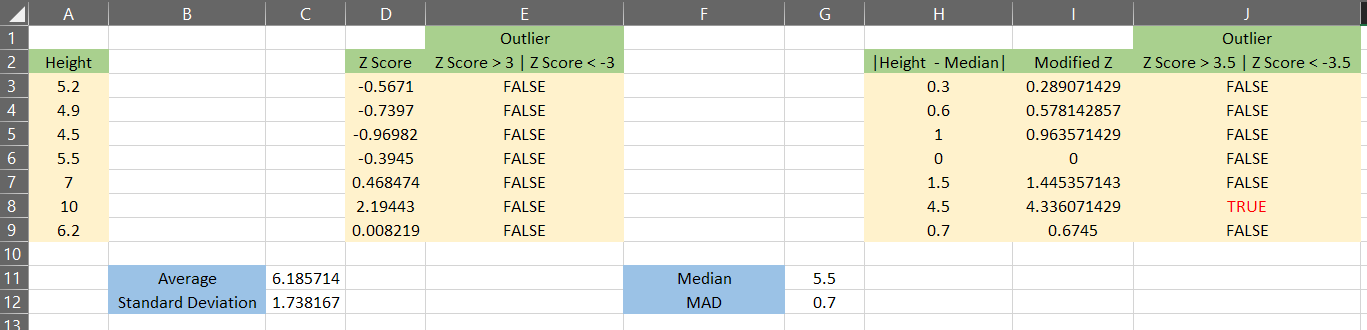 A B C D E F G H I J
1 Outlier Outlier
2 Height Z Score Z Score > 3 | Z Score < -3 |Height - Median| Modified Z Z Score > 3.5 | Z Score < -3.5
3 5.2 -0.5671 FALSE 0.3 0.289071429 FALSE
4 4.9 -0.7397 FALSE 0.6 0.578142857 FALSE
5 4.5 -0.96982 FALSE 1 0.963571429 FALSE
6 5.5 -0.3945 FALSE 0 0 FALSE
7 7 0.468474 FALSE 1.5 1.445357143 FALSE
8 10 2.19443 FALSE 4.5 4.336071429 TRUE
9 6.2 0.008219 FALSE 0.7 0.6745 FALSE
10
11 Average 6.185714 Median 5.5
12 Standard Deviation 1.738167 MAD 0.7
13